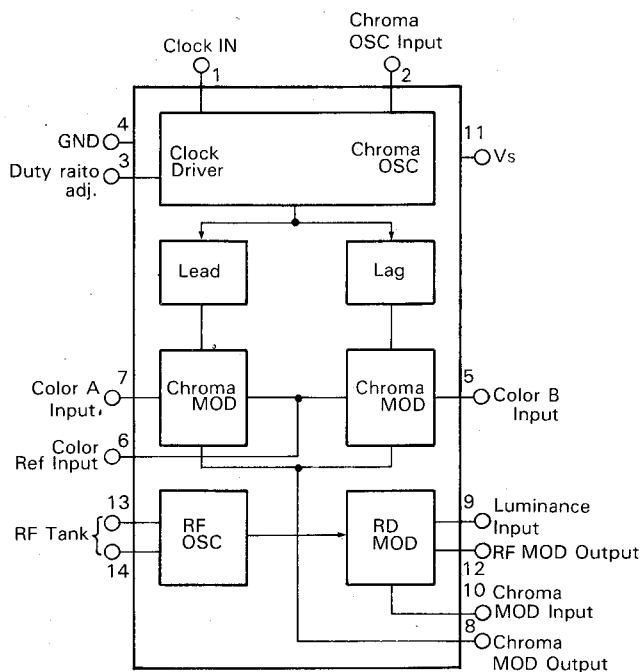 Clock IN
1
Chroma
OSC Input
2
4
GND
3
Duty raito
adj.
Clock
Driver
Chroma
OSC
11
Vs
Lead
Lag
7
Color A
Input
Chroma
MOD
Chroma
MOD
5
Color B
Input
6
Color
Ref Input
13
RF Tank
14
RF
OSC
RD
MOD
9
Luminance
Input
RF MOD Output
12
10
Chroma
MOD Input
8
Chroma
MOD Output